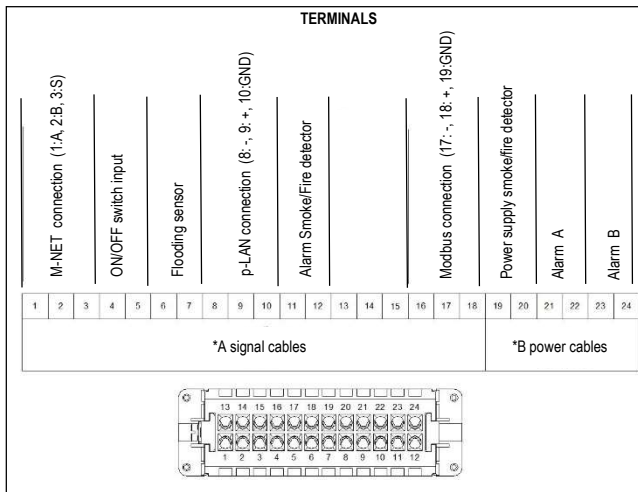 TERMINALS
M-NET connection (1:A, 2:B, 3:S)
ON/OFF switch input
Flooding sensor
p-LAN connection (8: -, 9: +, 10:GND)
Alarm Smoke/Fire detector
Modbus connection (17: -, 18: +, 19:GND)
Power supply smoke/fire detector
Alarm A
Alarm B
1 2 3 4 5 6 7 8 9 10 11 12 13 14 15 16 17 18 19 20 21 22 23 24
*A signal cables *B power cables
13 14 15 16 17 18 19 20 21 22 23 24
1 2 3 4 5 6 7 8 9 10 11 12